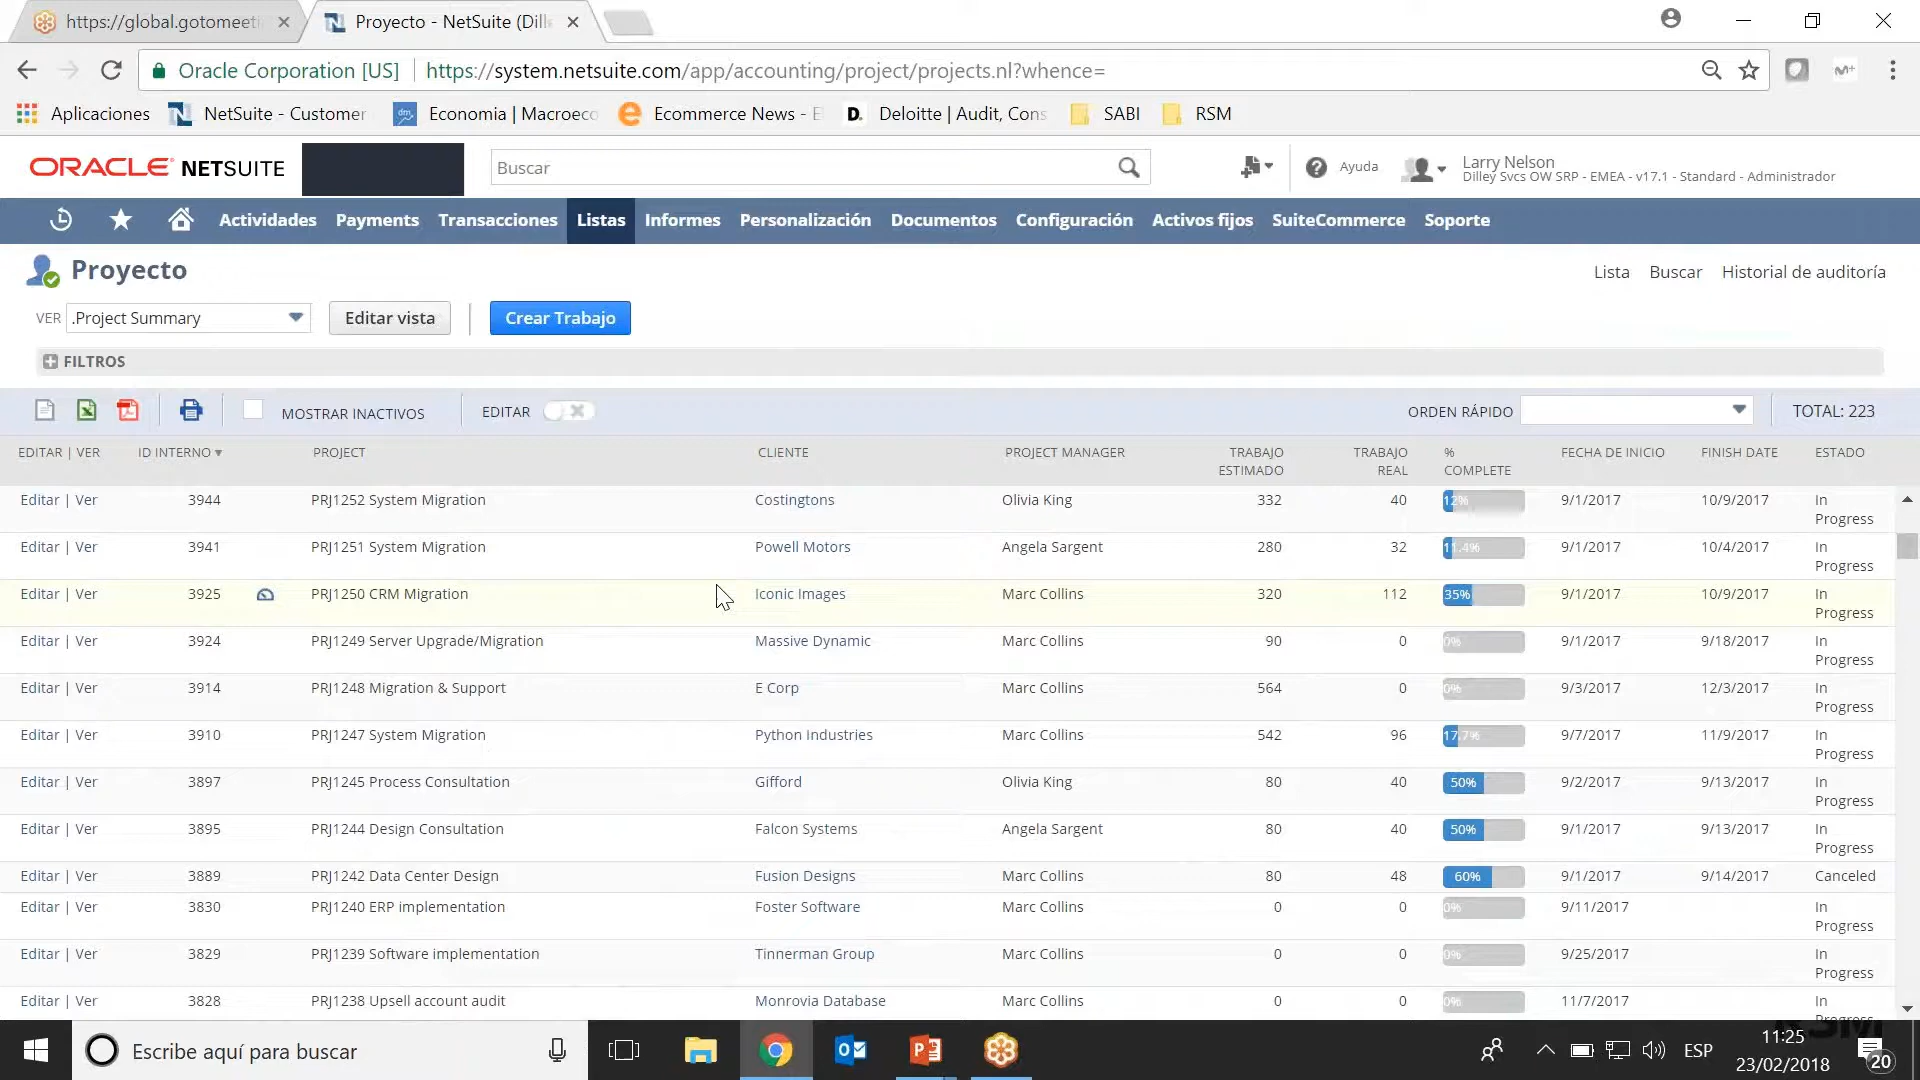 https://global.gotomeeti
Proyecto - NetSuite (Dill
Oracle Corporation [US]
https://system.netsuite.com/app/accounting/project/projects.nl?whence=
Aplicaciones
NetSuite - Customer
Economia | Macroeco
Ecommerce News - E
D.
Deloitte | Audit, Cons
SABI
RSM
ORACLE NETSUITE
Buscar
Ayuda
Larry Nelson
Dilley Svcs OW SRP - EMEA - v17.1 - Standard - Administrador
Actividades Payments Transacciones Listas Informes Personalización Documentos Configuración Activos fijos SuiteCommerce Soporte
Proyecto
Lista Buscar Historial de auditoría
VER .Project Summary Editar vista Crear Trabajo
FILTROS
MOSTRAR INACTIVOS EDITAR ORDEN RÁPIDO TOTAL: 223
EDITAR | VER ID INTERNO PROJECT CLIENTE PROJECT MANAGER TRABAJO ESTIMADO TRABAJO REAL % COMPLETE FECHA DE INICIO FINISH DATE ESTADO
Editar | Ver 3944 PRJ1252 System Migration Costingtons Olivia King 332 40 12% 9/1/2017 10/9/2017 In Progress
Editar | Ver 3941 PRJ1251 System Migration Powell Motors Angela Sargent 280 32 11.4% 9/1/2017 10/4/2017 In Progress
Editar | Ver 3925 PRJ1250 CRM Migration Iconic Images Marc Collins 320 112 35% 9/1/2017 10/9/2017 In Progress
Editar | Ver 3924 PRJ1249 Server Upgrade/Migration Massive Dynamic Marc Collins 90 0 0% 9/1/2017 9/18/2017 In Progress
Editar | Ver 3914 PRJ1248 Migration & Support E Corp Marc Collins 564 0 0% 9/3/2017 12/3/2017 In Progress
Editar | Ver 3910 PRJ1247 System Migration Python Industries Marc Collins 542 96 17.7% 9/7/2017 11/9/2017 In Progress
Editar | Ver 3897 PRJ1245 Process Consultation Gifford Olivia King 80 40 50% 9/2/2017 9/13/2017 In Progress
Editar | Ver 3895 PRJ1244 Design Consultation Falcon Systems Angela Sargent 80 40 50% 9/1/2017 9/13/2017 In Progress
Editar | Ver 3889 PRJ1242 Data Center Design Fusion Designs Marc Collins 80 48 60% 9/1/2017 9/14/2017 Canceled
Editar | Ver 3830 PRJ1240 ERP implementation Foster Software Marc Collins 0 0 0% 9/11/2017 In Progress
Editar | Ver 3829 PRJ1239 Software implementation Tinnerman Group Marc Collins 0 0 0% 9/25/2017 In Progress
Editar | Ver 3828 PRJ1238 Upsell account audit Monrovia Database Marc Collins 0 0 0% 11/7/2017 In Progress
Escribe aquí para buscar
ESP
11:25
23/02/2018
20